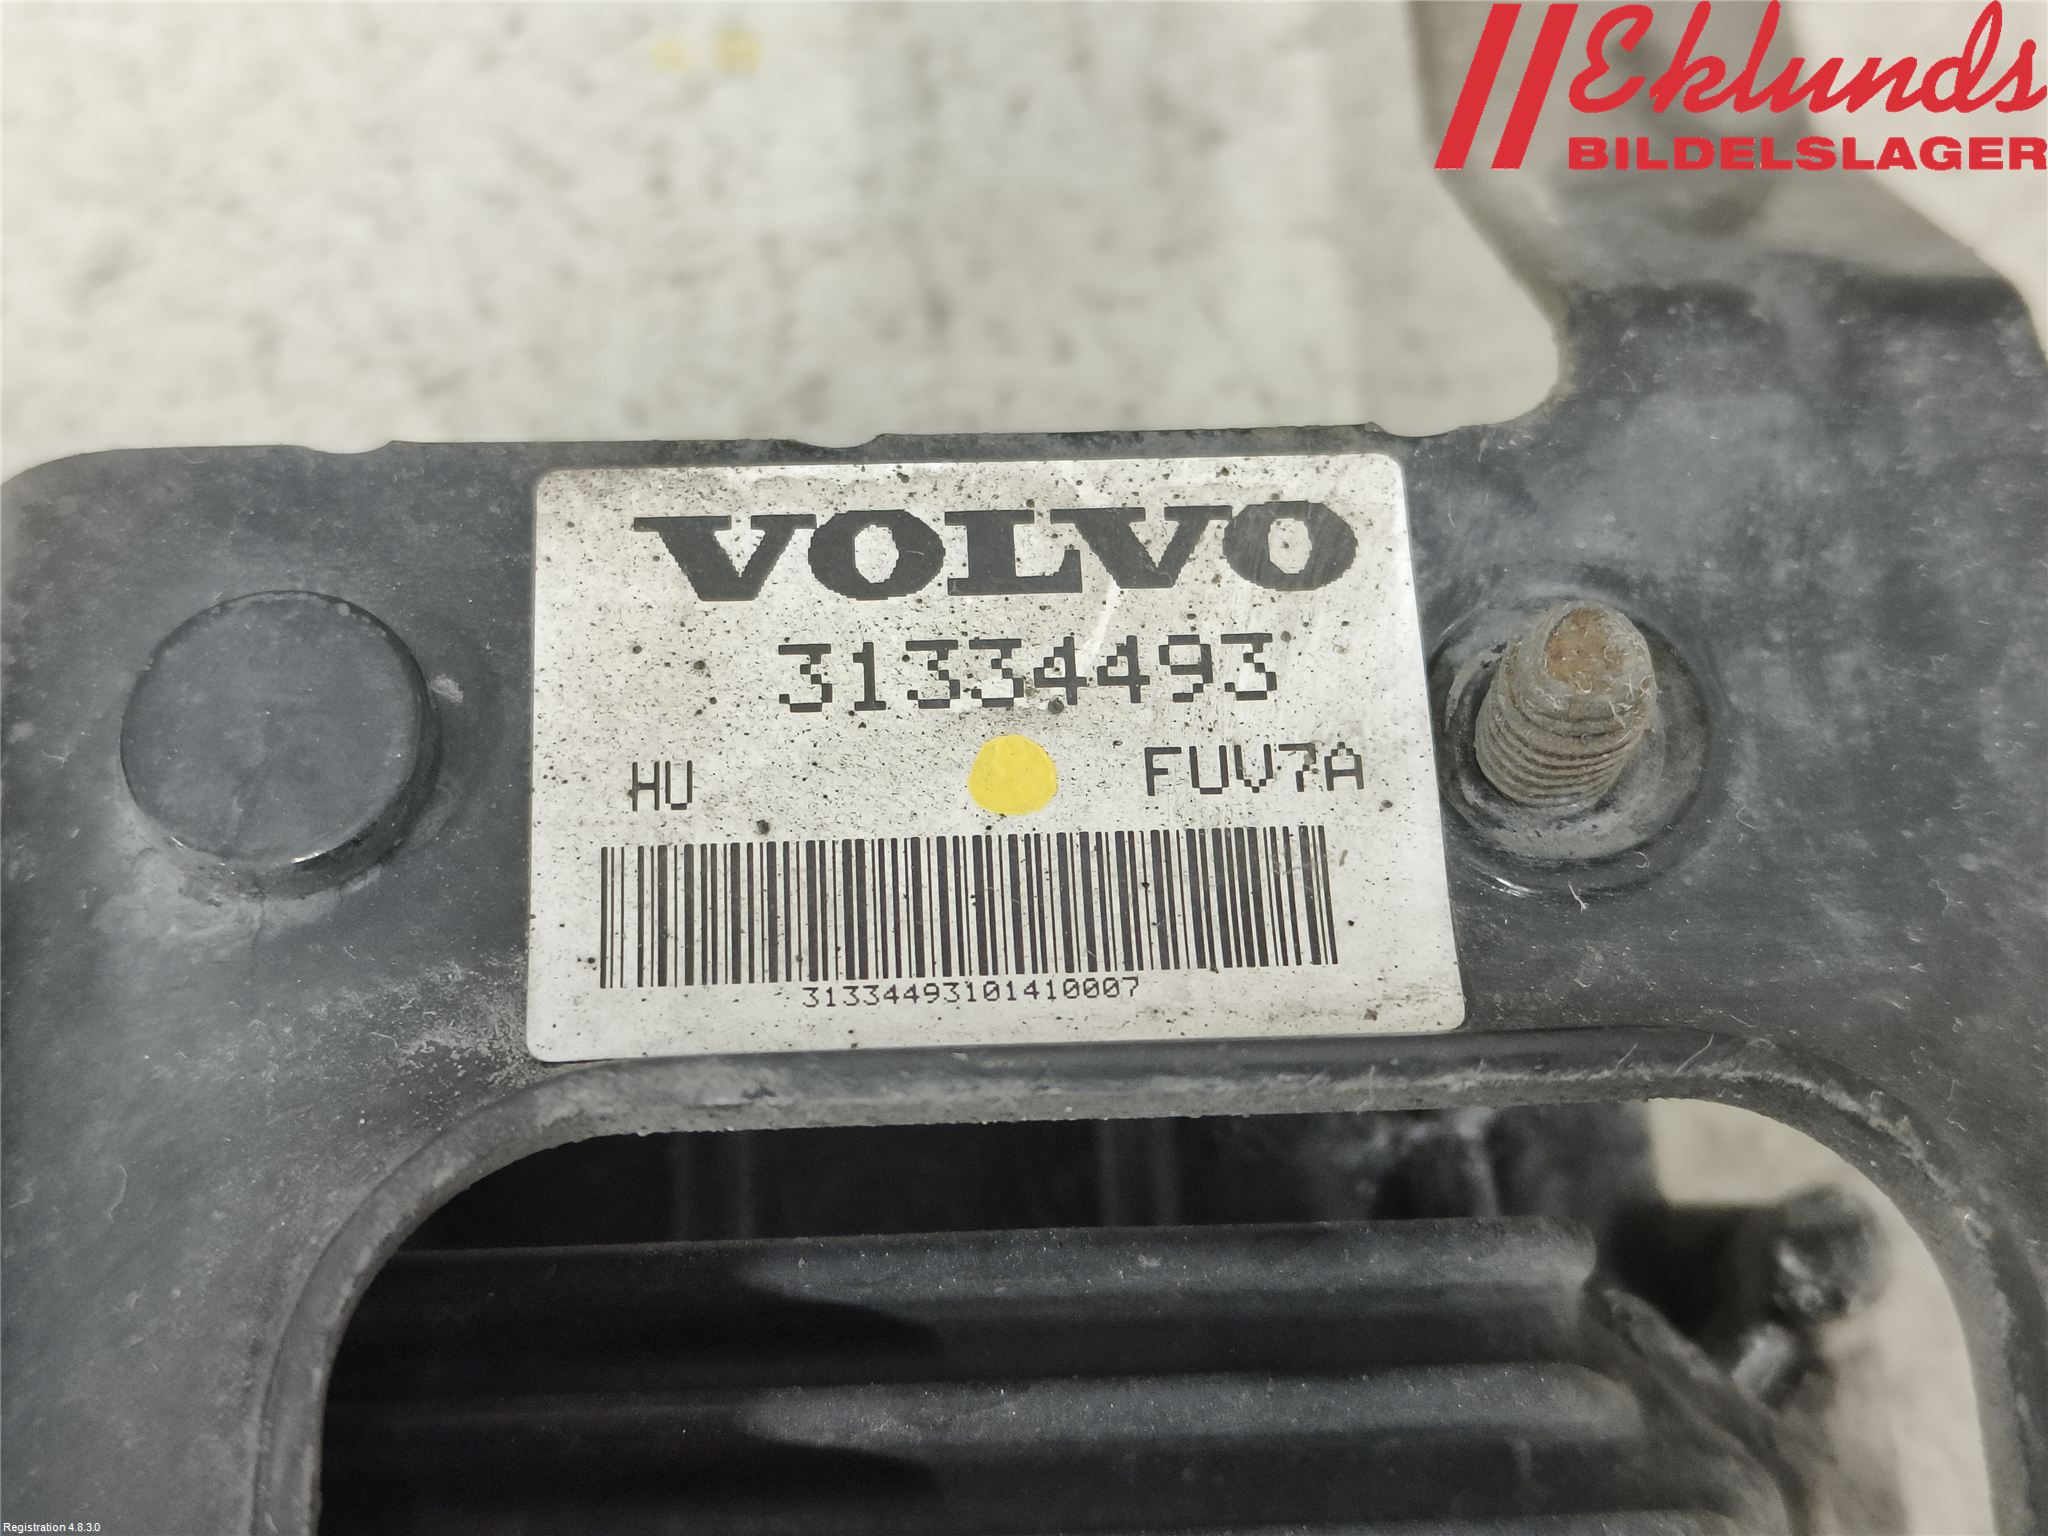 Eklunds
BILDELSLAGER
VOLVO
31334493
HU FUV7A
31334493101410007
Registration 4.8.3.0